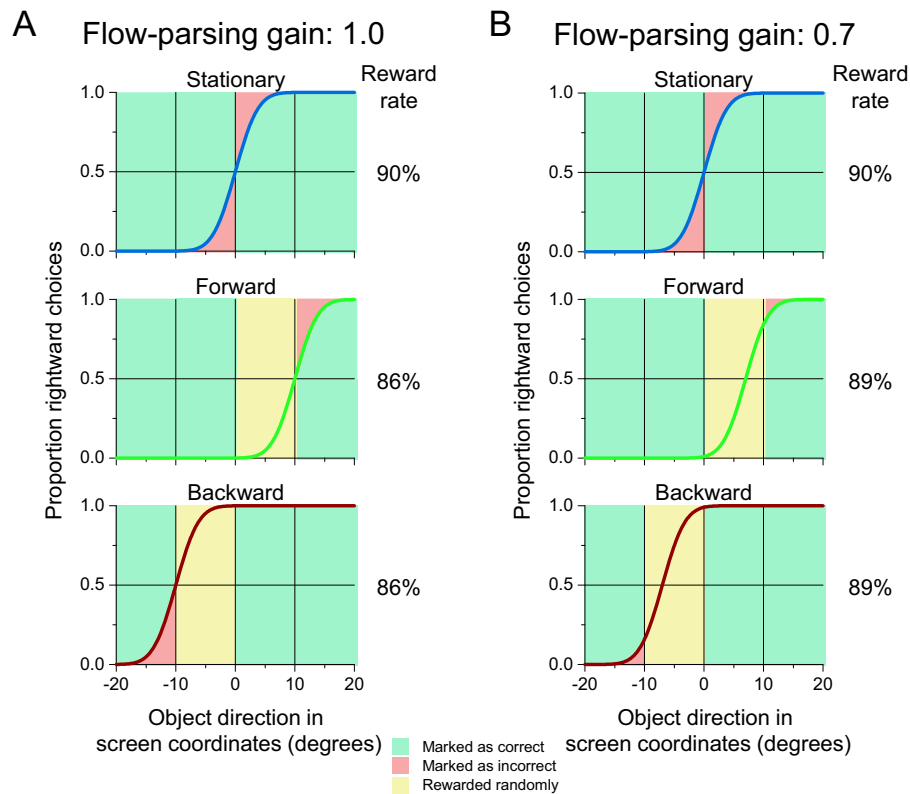 A
Flow-parsing gain: 1.0
Stationary
Reward
rate
1.0
0.5
0.0
90%
Forward
1.0
0.5
0.0
86%
Backward
1.0
0.5
0.0
86%
-20 -10 0 10 20
Proportion rightward choices
Object direction in
screen coordinates (degrees)
B
Flow-parsing gain: 0.7
Stationary
Reward
rate
1.0
0.5
0.0
90%
Forward
1.0
0.5
0.0
89%
Backward
1.0
0.5
0.0
89%
-20 -10 0 10 20
Proportion rightward choices
Object direction in
screen coordinates (degrees)
Marked as correct
Marked as incorrect
Rewarded randomly